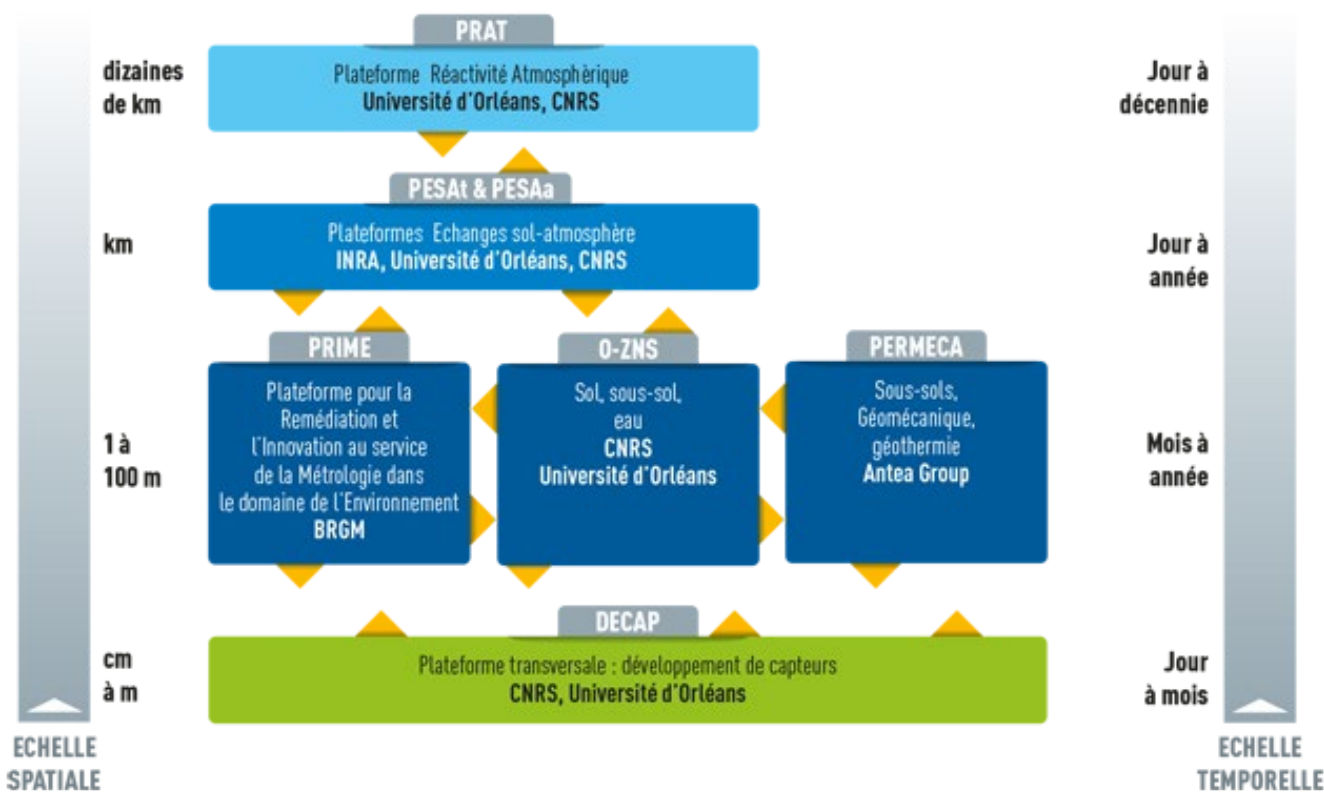 PRAT
dizaines
de km
Plateforme Réactivité Atmosphèrique
Université d'Orléans, CNRS
Jour à
décennie
PESAt & PESAa
km
Plateformes Echanges sol-atmosphère
INRA, Université d'Orléans, CNRS
Jour à
année
1 à
100 m
PRIME
Plateforme pour la
Remédiation et
l'Innovation au service
de la Métrologie dans
le domaine de l'Environnement
BRGM
O-ZNS
Sol, sous-sol,
eau
CNRS
Université d'Orléans
PERMECA
Sous-sols,
Géomécanique,
géothermie
Antea Group
Mois à
année
DECAP
cm
à m
Plateforme transversale : développement de capteurs
CNRS, Université d'Orléans
Jour
à mois
ECHELLE
SPATIALE
ECHELLE
TEMPORELLE